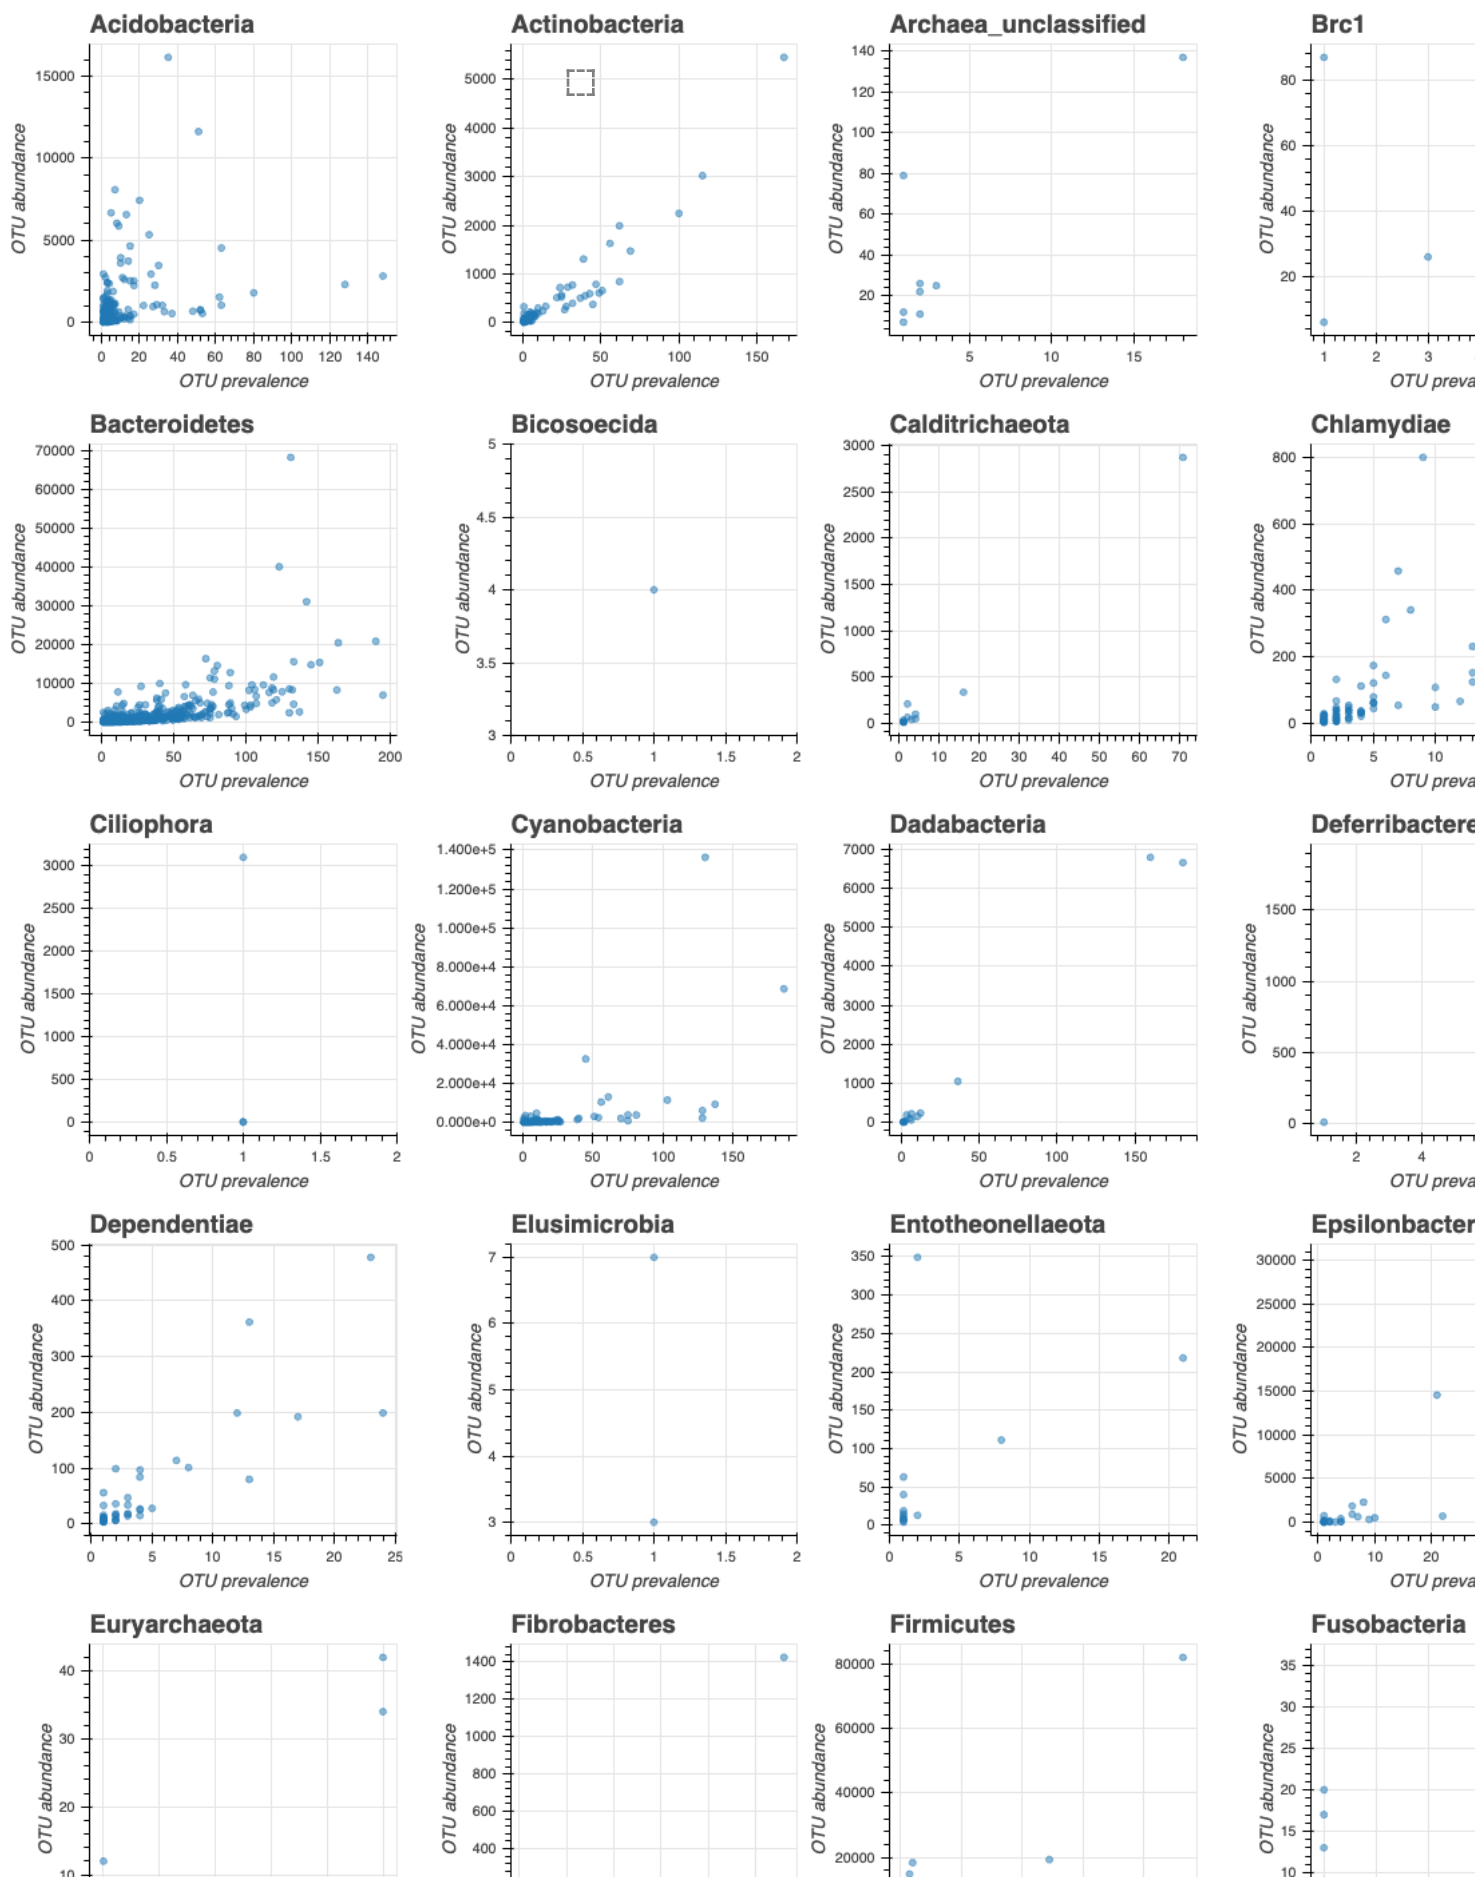 Acidobacteria
OTU abundance
15000
10000
5000
0
0 20 40 60 80 100 120 140
OTU prevalence
Actinobacteria
OTU abundance
5000
4000
3000
2000
1000
0
0 50 100 150
OTU prevalence
Archaea_unclassified
OTU abundance
140
120
100
80
60
40
20
5 10 15
OTU prevalence
Brc1
OTU abundance
80
60
40
20
1 2 3
OTU preva
Bacteroidetes
OTU abundance
70000
60000
50000
40000
30000
20000
10000
0
0 50 100 150 200
OTU prevalence
Bicosoecida
OTU abundance
5
4.5
4
3.5
3
0 0.5 1 1.5 2
OTU prevalence
Calditrichaeota
OTU abundance
3000
2500
2000
1500
1000
500
0
0 10 20 30 40 50 60 70
OTU prevalence
Chlamydiae
OTU abundance
800
600
400
200
0
0 5 10
OTU preva
Ciliophora
OTU abundance
3000
2500
2000
1500
1000
500
0
0 0.5 1 1.5 2
OTU prevalence
Cyanobacteria
OTU abundance
1.400e+5
1.200e+5
1.000e+5
8.000e+4
6.000e+4
4.000e+4
2.000e+4
0.000e+0
0 50 100 150
OTU prevalence
Dadabacteria
OTU abundance
7000
6000
5000
4000
3000
2000
1000
0
0 50 100 150
OTU prevalence
Deferribactere
OTU abundance
1500
1000
500
0
2 4
OTU preva
Dependentiae
OTU abundance
500
400
300
200
100
0
0 5 10 15 20 25
OTU prevalence
Elusimicrobia
OTU abundance
7
6
5
4
3
0 0.5 1 1.5 2
OTU prevalence
Entotheonellaeota
OTU abundance
350
300
250
200
150
100
50
0
0 5 10 15 20
OTU prevalence
Epsilonbacter
OTU abundance
30000
25000
20000
15000
10000
5000
0
0 10 20
OTU preva
Euryarchaeota
OTU abundance
40
30
20
10
Fibrobacteres
OTU abundance
1400
1200
1000
800
600
400
Firmicutes
OTU abundance
80000
60000
40000
20000
Fusobacteria
OTU abundance
35
30
25
20
15
10